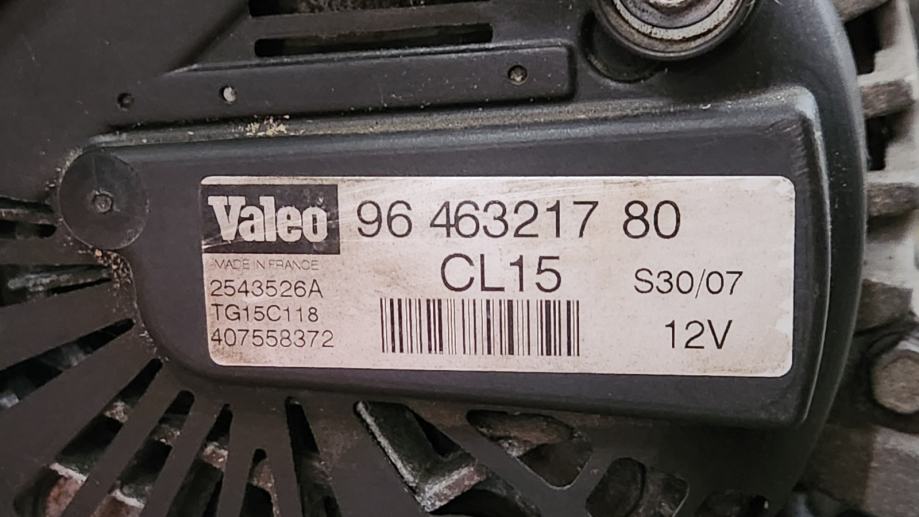 Valeo 96 463217 80
MADE IN FRANCE CL15 S30/07
2543526A
TG15C118
407558372 12V